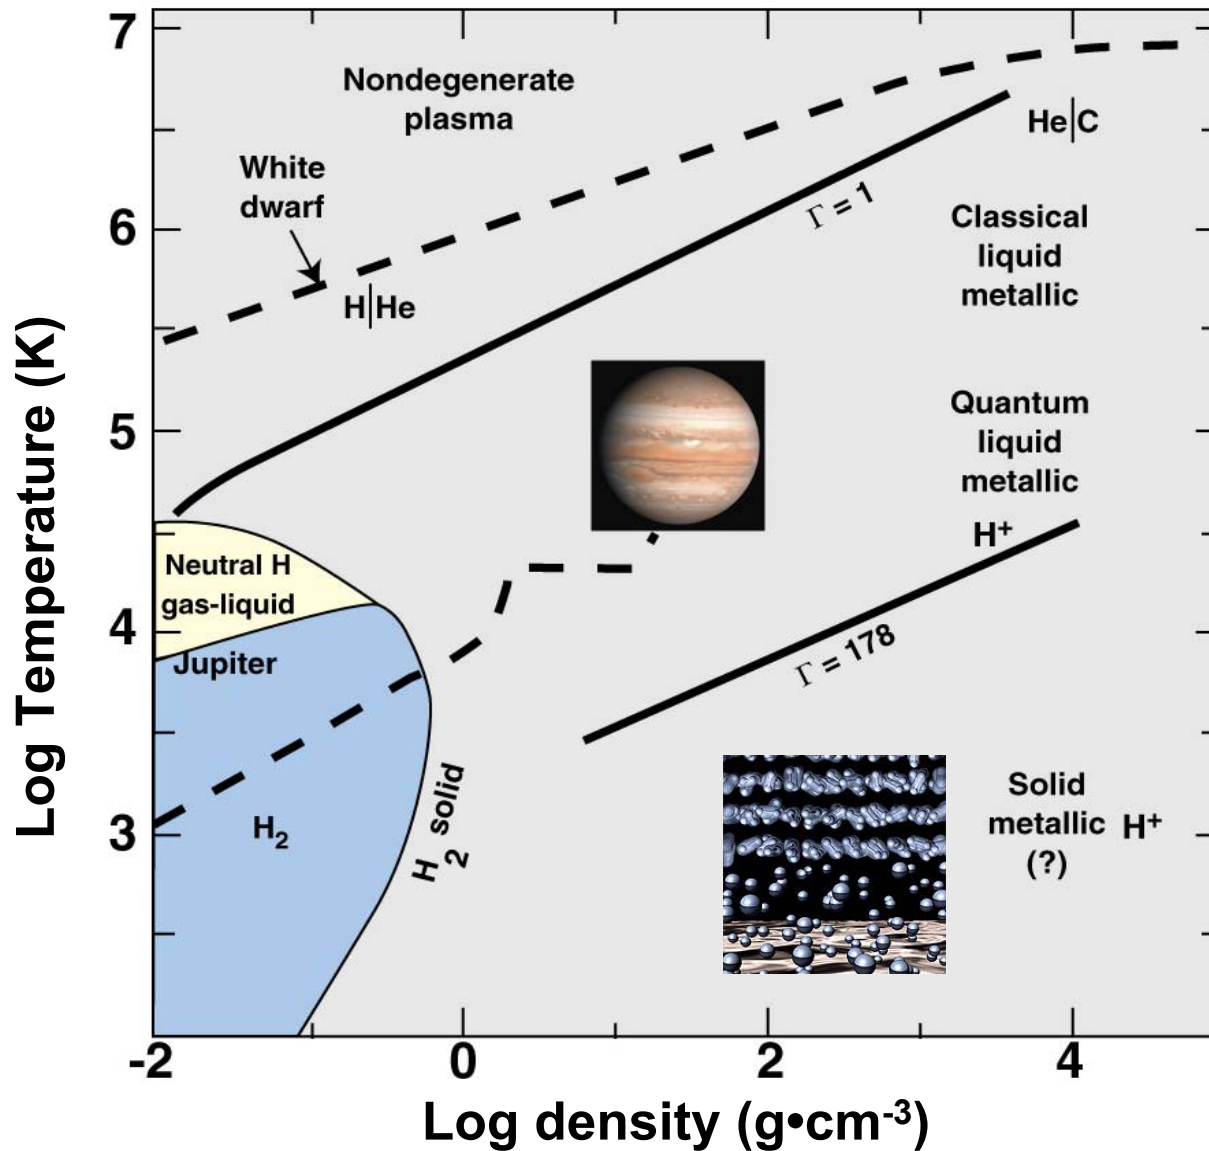 7
Nondegenerate
plasma
He|C
White
dwarf
6
Γ = 1
Classical
liquid
metallic
H|He
Log Temperature (K)
5
Quantum
liquid
metallic
H⁺
Neutral H
gas-liquid
4
Jupiter
Γ = 178
H₂ solid
Solid
metallic H⁺
(?)
3
H₂
-2 0 2 4
Log density (g•cm⁻³)